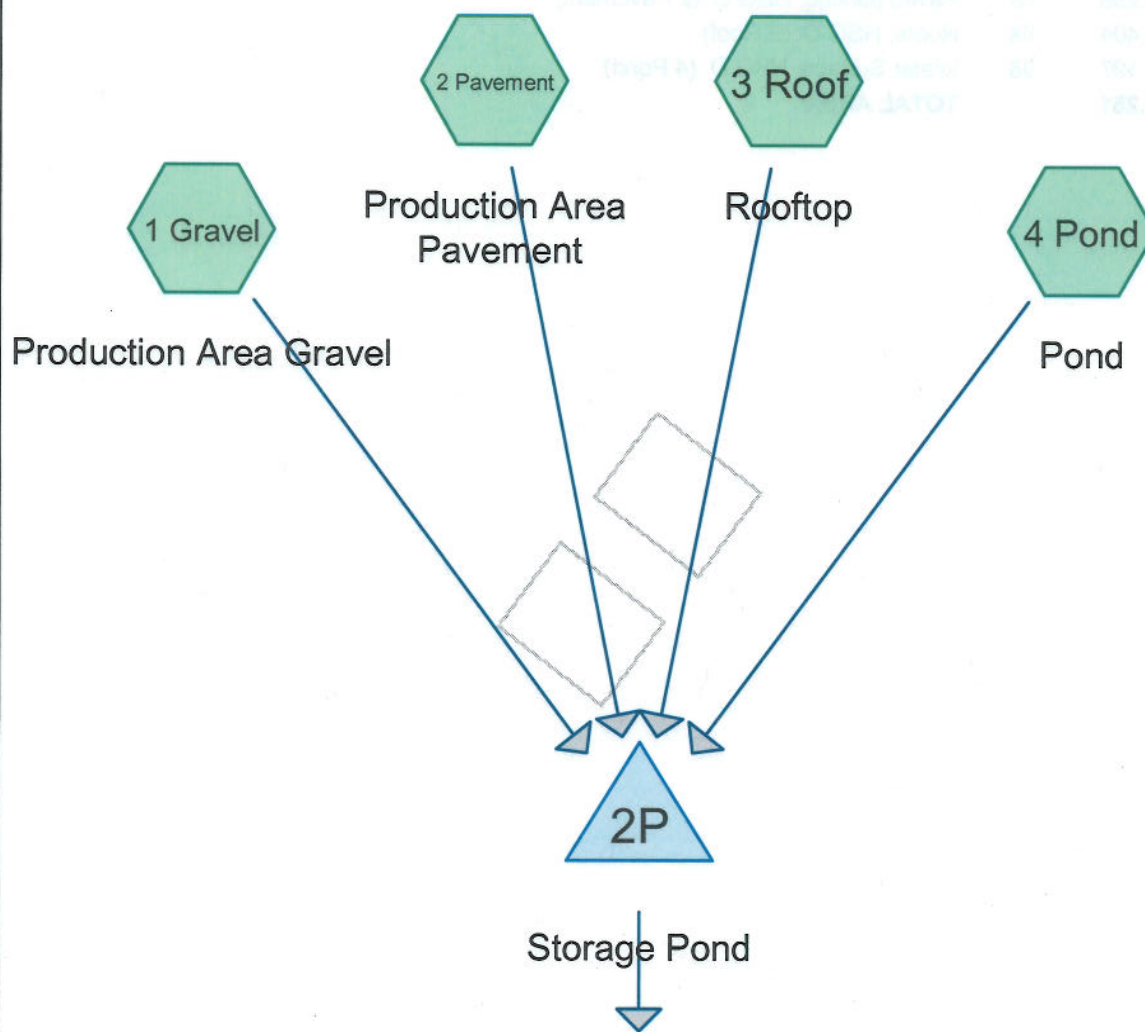 2 Pavement
3 Roof
Production Area
Pavement
Rooftop
1 Gravel
4 Pond
Production Area Gravel
Pond
2P
Storage Pond